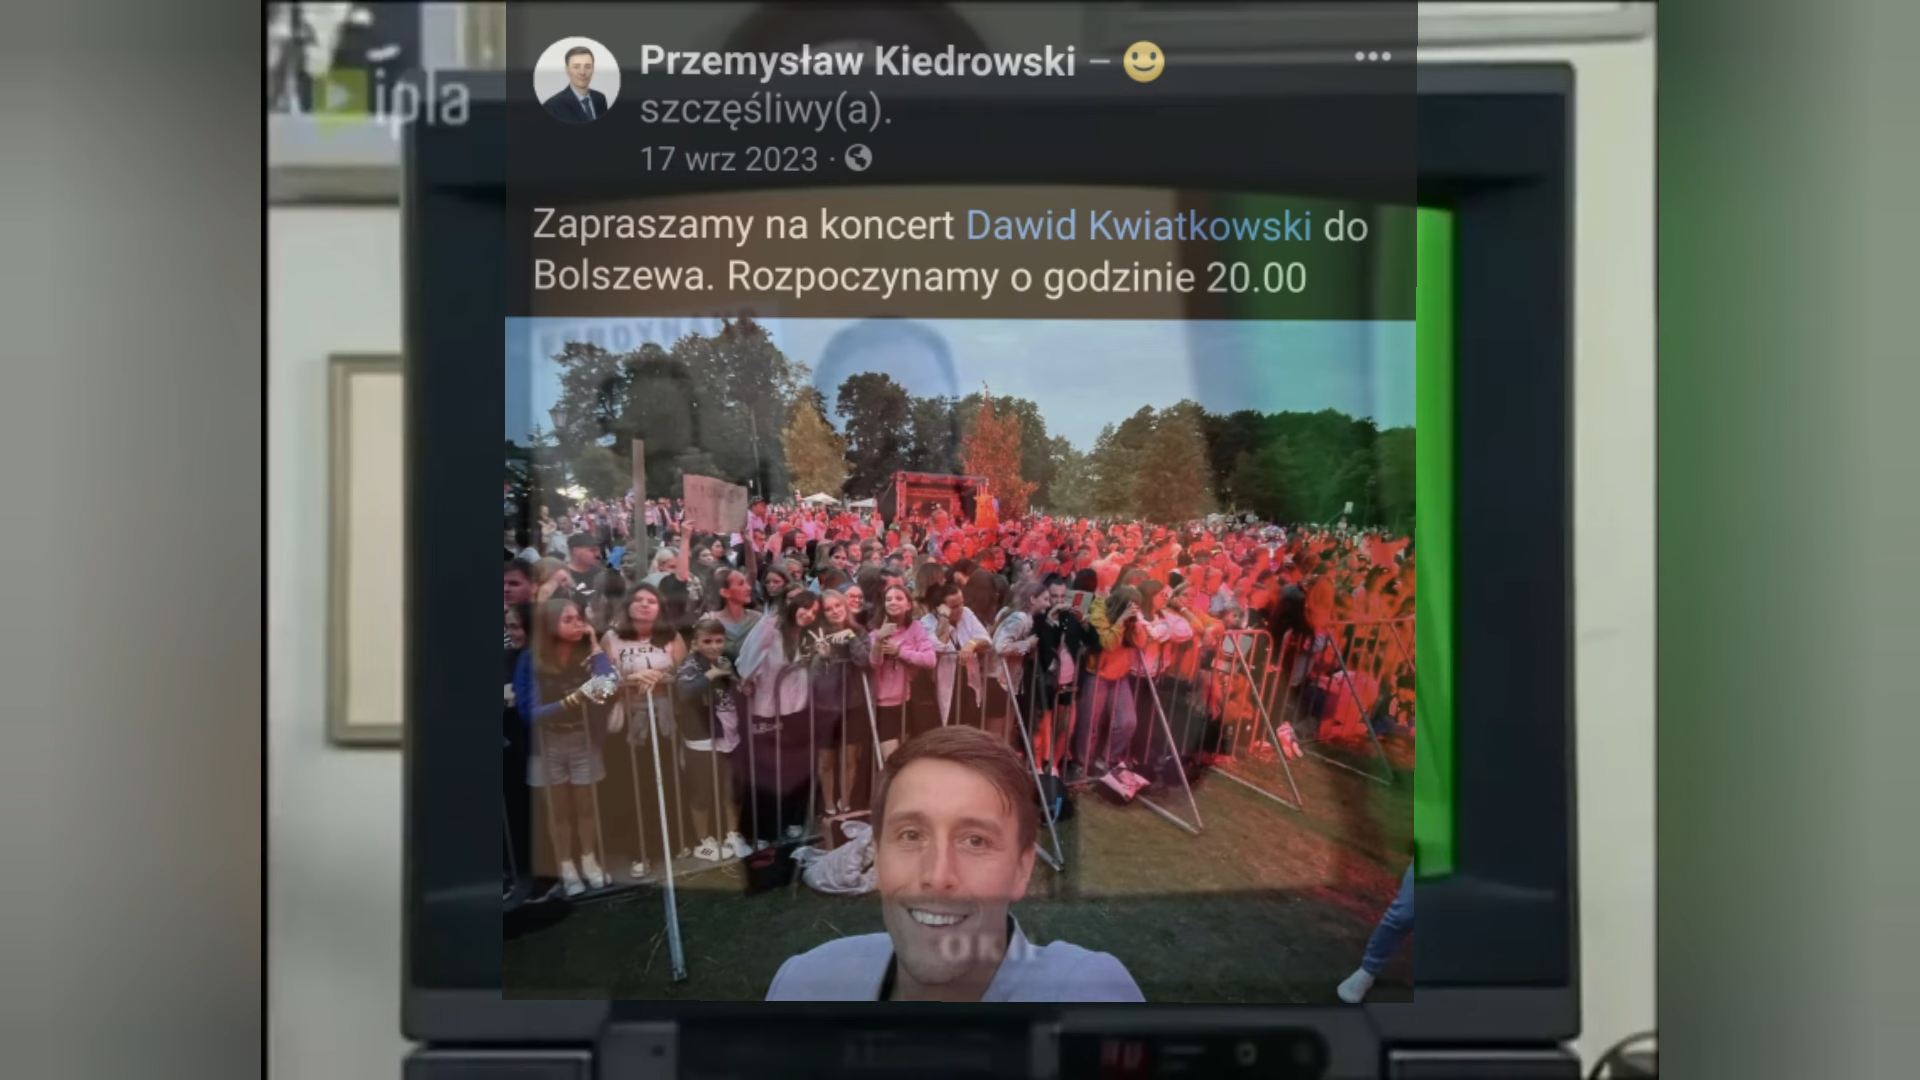 ipla
Przemysław Kiedrowski –
szczęśliwy(a).
17 wrz 2023 ·
Zapraszamy na koncert Dawid Kwiatkowski do
Bolszewa. Rozpoczynamy o godzinie 20.00